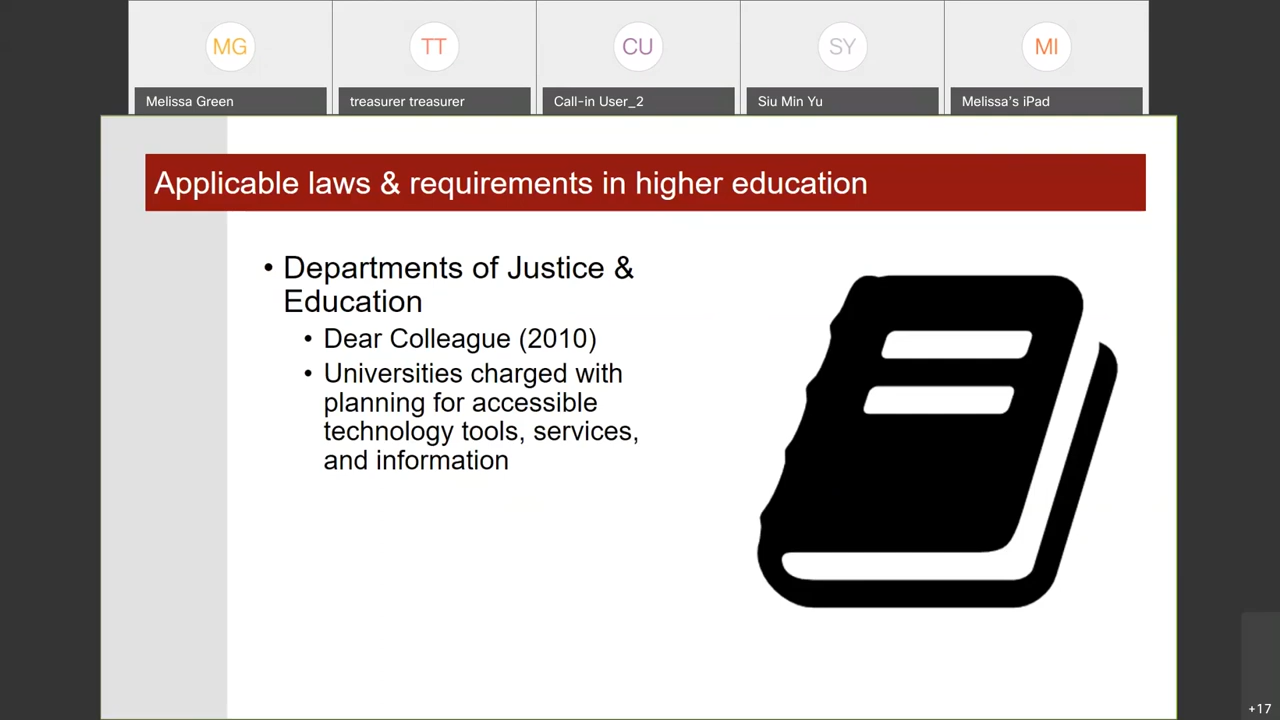 MG
TT
CU
SY
MI
Melissa Green
treasurer treasurer
Call-in User_2
Siu Min Yu
Melissa's iPad
Applicable laws & requirements in higher education
• Departments of Justice &
Education
• Dear Colleague (2010)
• Universities charged with
planning for accessible
technology tools, services,
and information
+17